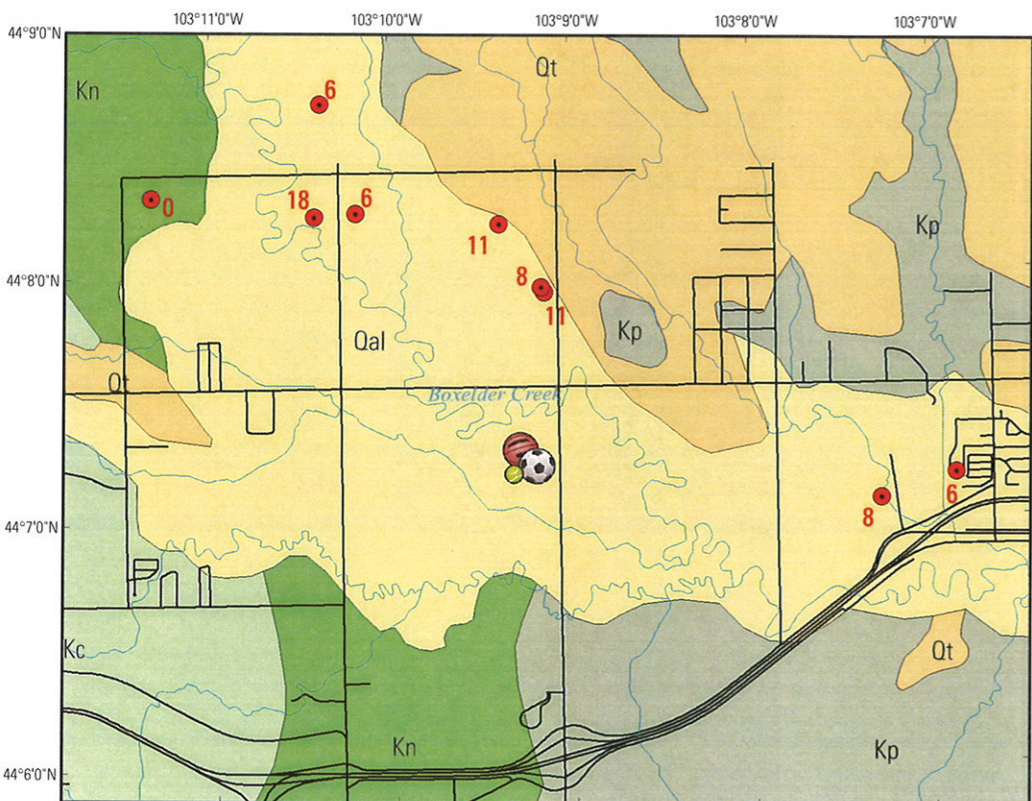 103°11'0"W 103°10'0"W 103°9'0"W 103°8'0"W 103°7'0"W
44°9'0"N
Qt
Kn
6
0
18
6
11
Kp
44°8'0"N
8
11
Kp
Qal
Qt
Boxelder Creek
6
8
44°7'0"N
Kc
Qt
Kn
Kp
44°6'0"N